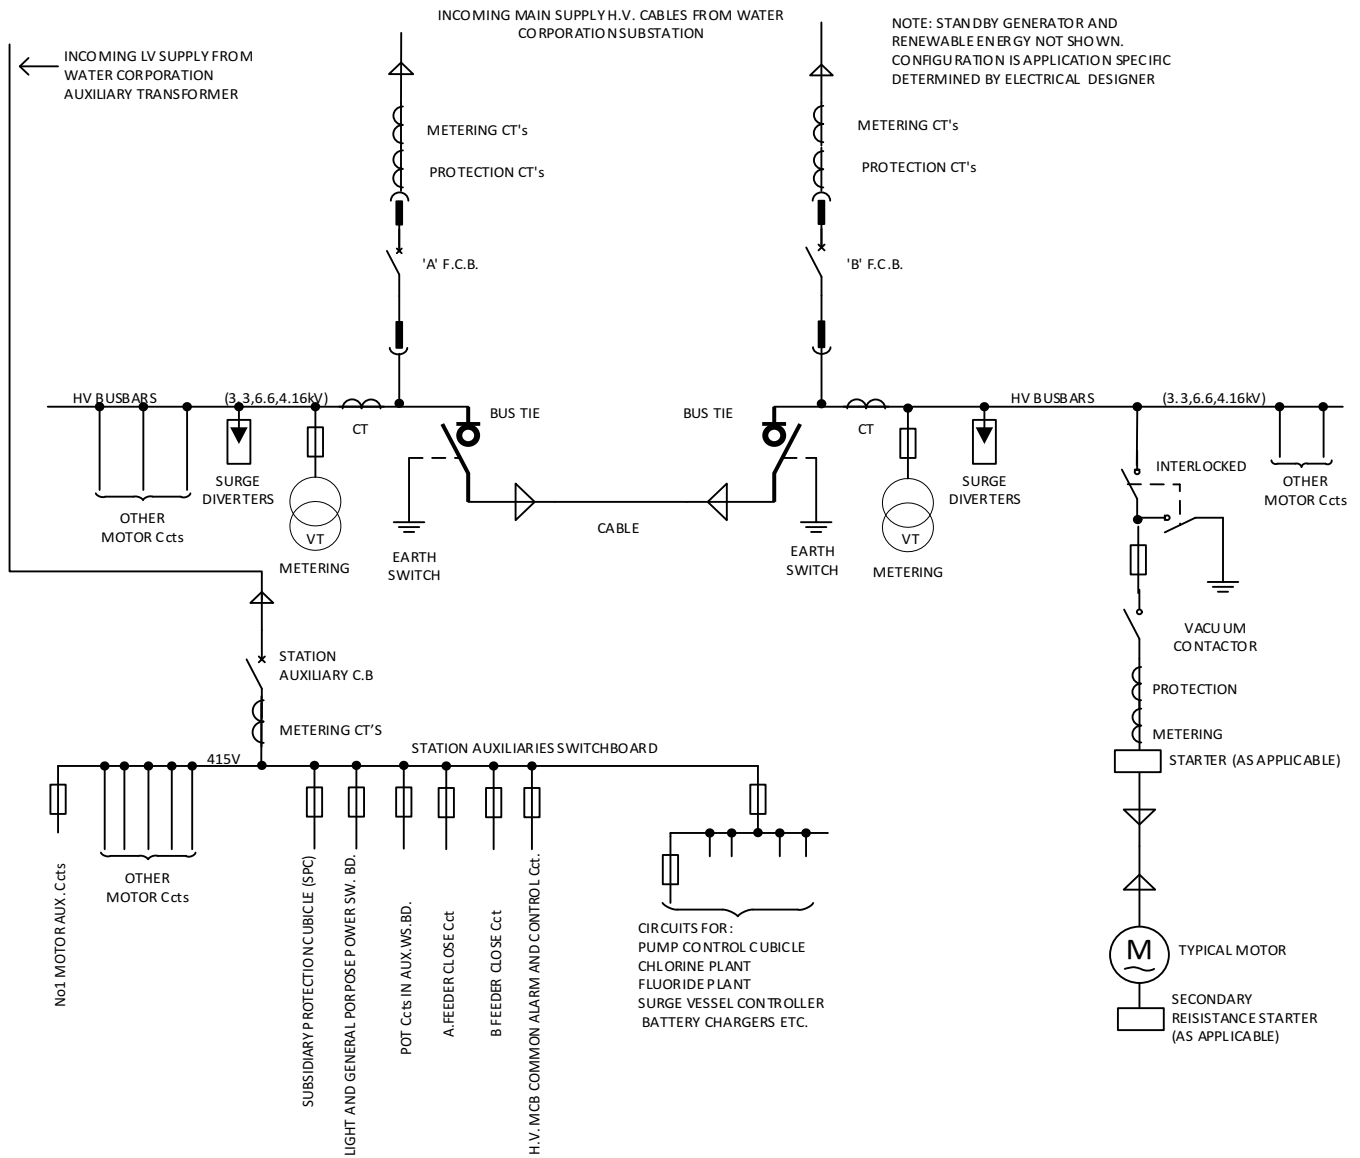 INCOMING MAIN SUPPLY H.V. CABLES FROM WATER
CORPORATION SUBSTATION
NOTE: STANDBY GENERATOR AND
RENEWABLE ENERGY NOT SHOWN.
CONFIGURATION IS APPLICATION SPECIFIC
DETERMINED BY ELECTRICAL DESIGNER
INCOMING LV SUPPLY FROM
WATER CORPORATION
AUXILIARY TRANSFORMER
METERING CT's
PROTECTION CT's
METERING CT's
PROTECTION CT's
'A' F.C.B.
'B' F.C.B.
HV BUSBARS
(3.3,6.6,4.16kV)
CT
BUS TIE
BUS TIE
CT
HV BUSBARS
(3.3,6.6,4.16kV)
SURGE
DIVERTERS
OTHER
MOTOR Ccts
VT
METERING
EARTH
SWITCH
CABLE
EARTH
SWITCH
VT
METERING
SURGE
DIVERTERS
INTERLOCKED
OTHER
MOTOR Ccts
VACUUM
CONTACTOR
PROTECTION
METERING
STARTER (AS APPLICABLE)
STATION
AUXILIARY C.B
METERING CT'S
415V
STATION AUXILIARIES SWITCHBOARD
No1 MOTOR AUX. Ccts
OTHER
MOTOR Ccts
SUBSIDIARY PROTECTION CUBICLE (SPC)
LIGHT AND GENERAL PORPOSE POWER SW. BD.
POT Ccts IN AUX.WS.BD.
A.FEEDER CLOSE Cct
B FEEDER CLOSE Cct
H.V. MCB COMMON ALARM AND CONTROL Cct.
CIRCUITS FOR:
PUMP CONTROL CUBICLE
CHLORINE PLANT
FLUORIDE PLANT
SURGE VESSEL CONTROLLER
BATTERY CHARGERS ETC.
M
TYPICAL MOTOR
SECONDARY
REISISTANCE STARTER
(AS APPLICABLE)